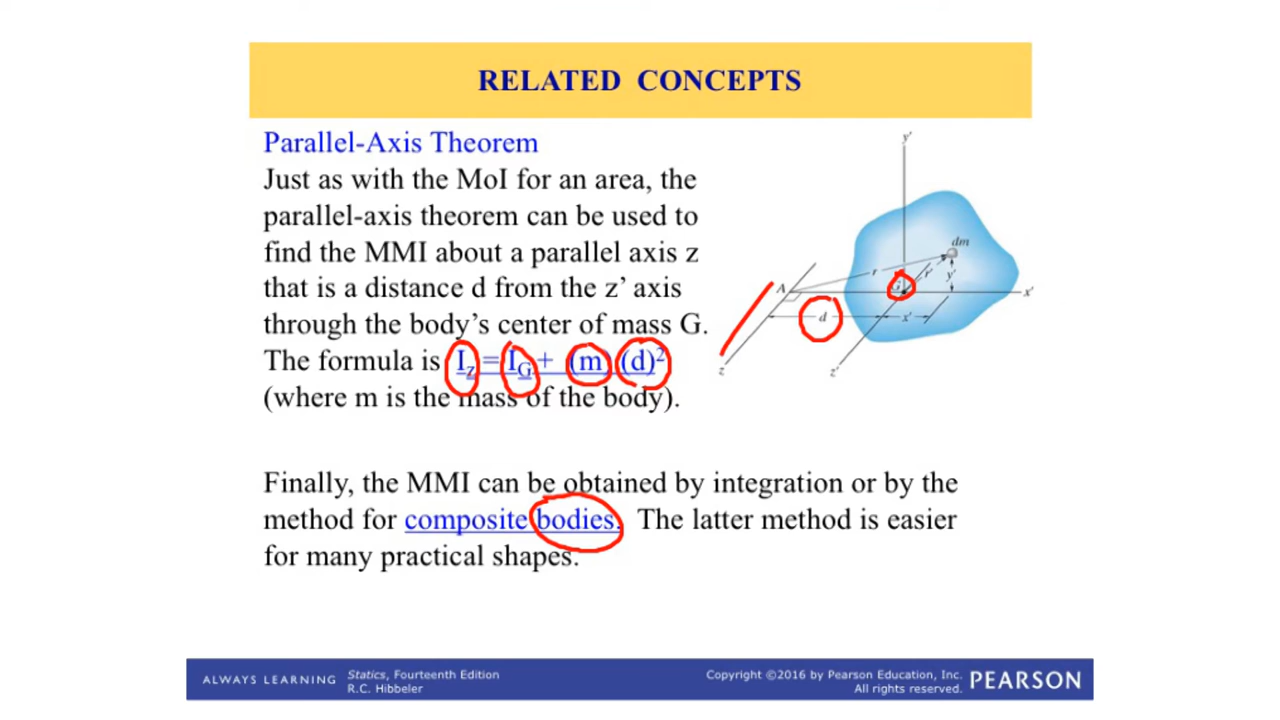 RELATED CONCEPTS
Parallel-Axis Theorem
Just as with the MoI for an area, the
parallel-axis theorem can be used to
find the MMI about a parallel axis z
that is a distance d from the z’ axis
through the body’s center of mass G.
The formula is I_z = I_G + (m) (d)²
(where m is the mass of the body).
y'
dm
r
r'
y'
A
G
x'
d
x'
z
z'
Finally, the MMI can be obtained by integration or by the
method for composite bodies. The latter method is easier
for many practical shapes.
ALWAYS LEARNING
Statics, Fourteenth Edition
R.C. Hibbeler
Copyright ©2016 by Pearson Education, Inc.
All rights reserved.
PEARSON